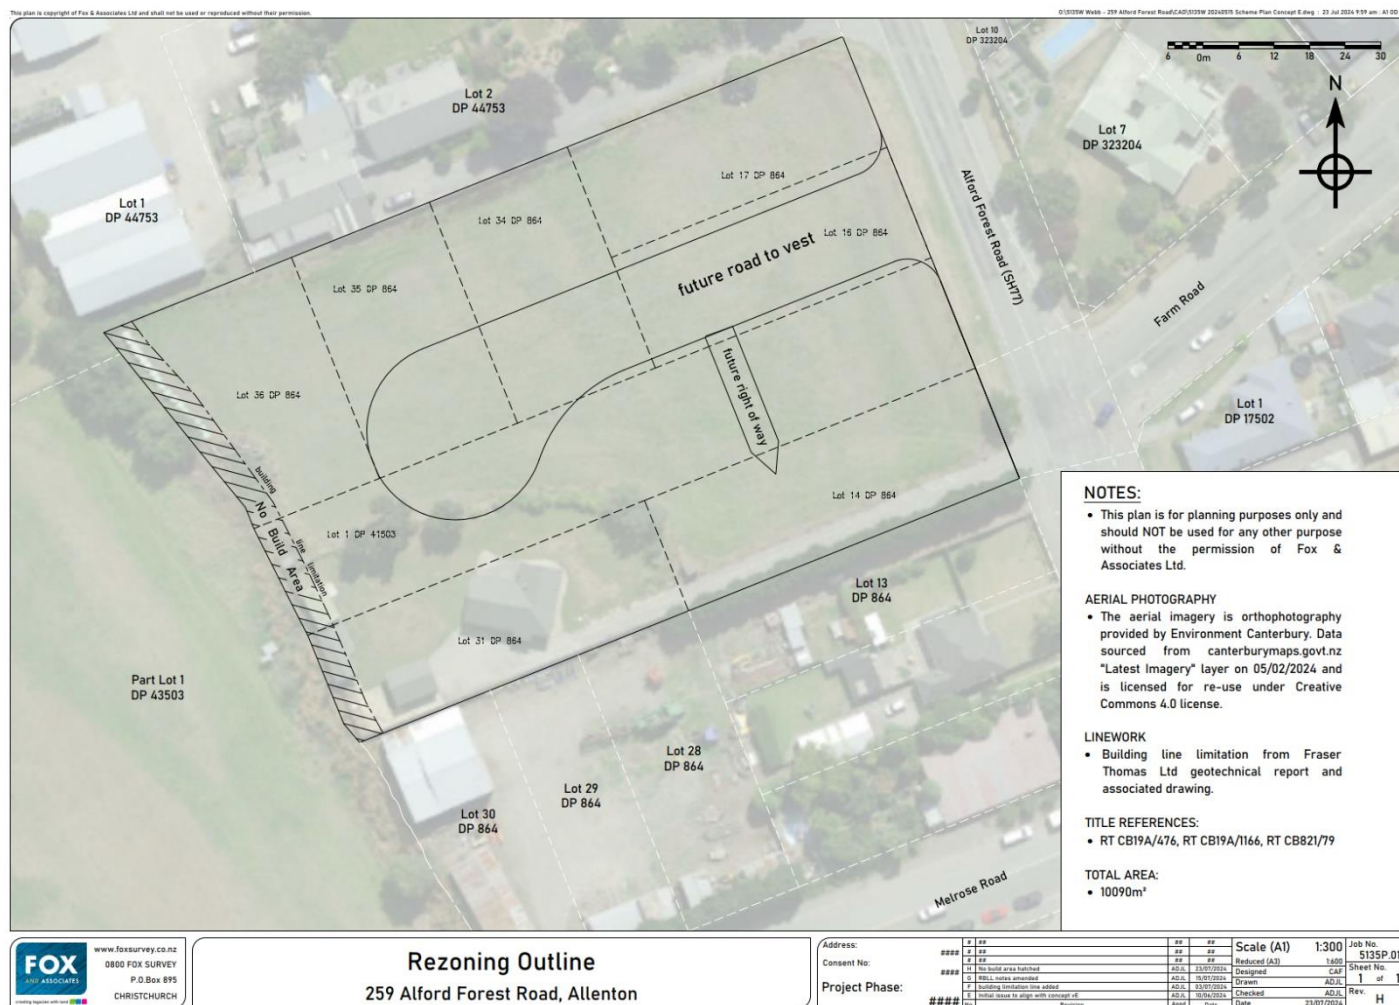 This plan is copyright of Fox & Associates Ltd and shall not be used or reproduced without their permission.
Lot 10
DP 323204
6 0m 6 12 18 24 30
N
Lot 2
DP 44753
Lot 7
DP 323204
Lot 1
DP 44753
Lot 17 DP 864
Lot 34 DP 864
Alford Forest Road (SH77)
Lot 16 DP 864
future road to vest
Lot 35 DP 864
Farm Road
future right of way
Lot 36 DP 864
Lot 1
DP 17502
building
line
limitation
No Build Area
Lot 14 DP 864
Lot 1 DP 41503
Lot 13
DP 864
Lot 31 DP 864
Part Lot 1
DP 43503
Lot 28
DP 864
Lot 29
DP 864
Lot 30
DP 864
Melrose Road
NOTES:
• This plan is for planning purposes only and
should NOT be used for any other purpose
without the permission of Fox &
Associates Ltd.
AERIAL PHOTOGRAPHY
• The aerial imagery is orthophotography
provided by Environment Canterbury. Data
sourced from canterburymaps.govt.nz
"Latest Imagery" layer on 05/02/2024 and
is licensed for re-use under Creative
Commons 4.0 license.
LINEWORK
• Building line limitation from Fraser
Thomas Ltd geotechnical report and
associated drawing.
TITLE REFERENCES:
• RT CB19A/476, RT CB19A/1166, RT CB821/79
TOTAL AREA:
• 10090m²
FOX
AND ASSOCIATES
www.foxsurvey.co.nz
0800 FOX SURVEY
P.O.Box 895
CHRISTCHURCH
Rezoning Outline
259 Alford Forest Road, Allenton
Address:
####
Consent No:
####
Project Phase:
####
# ## ## ##
# ## ## ##
# ## ## ##
H No build area hatched ADJL 23/07/2024
G RBLL notes amended ADJL 15/07/2024
F building limitation line added ADJL 03/07/2024
E Initial issue to align with concept vE ADJL 10/06/2024
Scale (A1) 1:300
Reduced (A3) 1:600
Designed CAF
Drawn ADJL
Checked ADJL
Date 23/07/2024
Job No.
5135P.01
Sheet No.
1 of 1
Rev. H